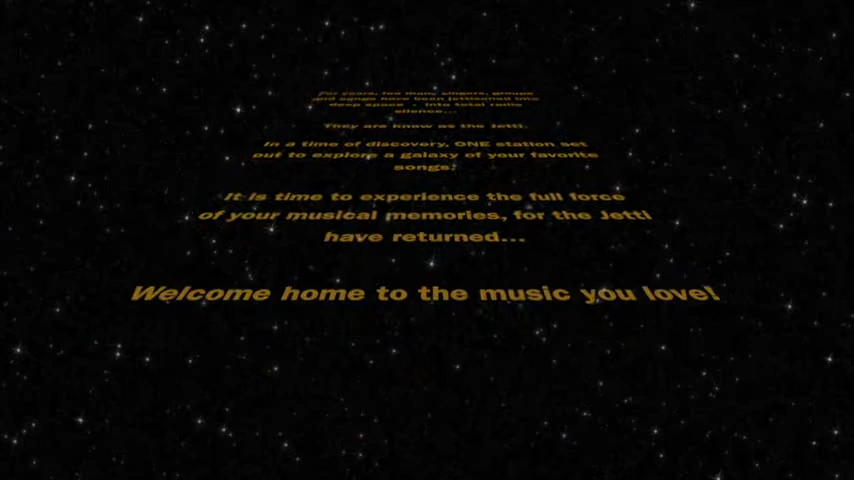 For years, fed man, singers, groups
and songs have been jettisoned into
deep space - into total radio
silence...
They are know as the Jetti.
In a time of discovery, ONE station set
out to explore a galaxy of your favorite
songs!
It is time to experience the full force
of your musical memories, for the Jetti
have returned...
Welcome home to the music you love!